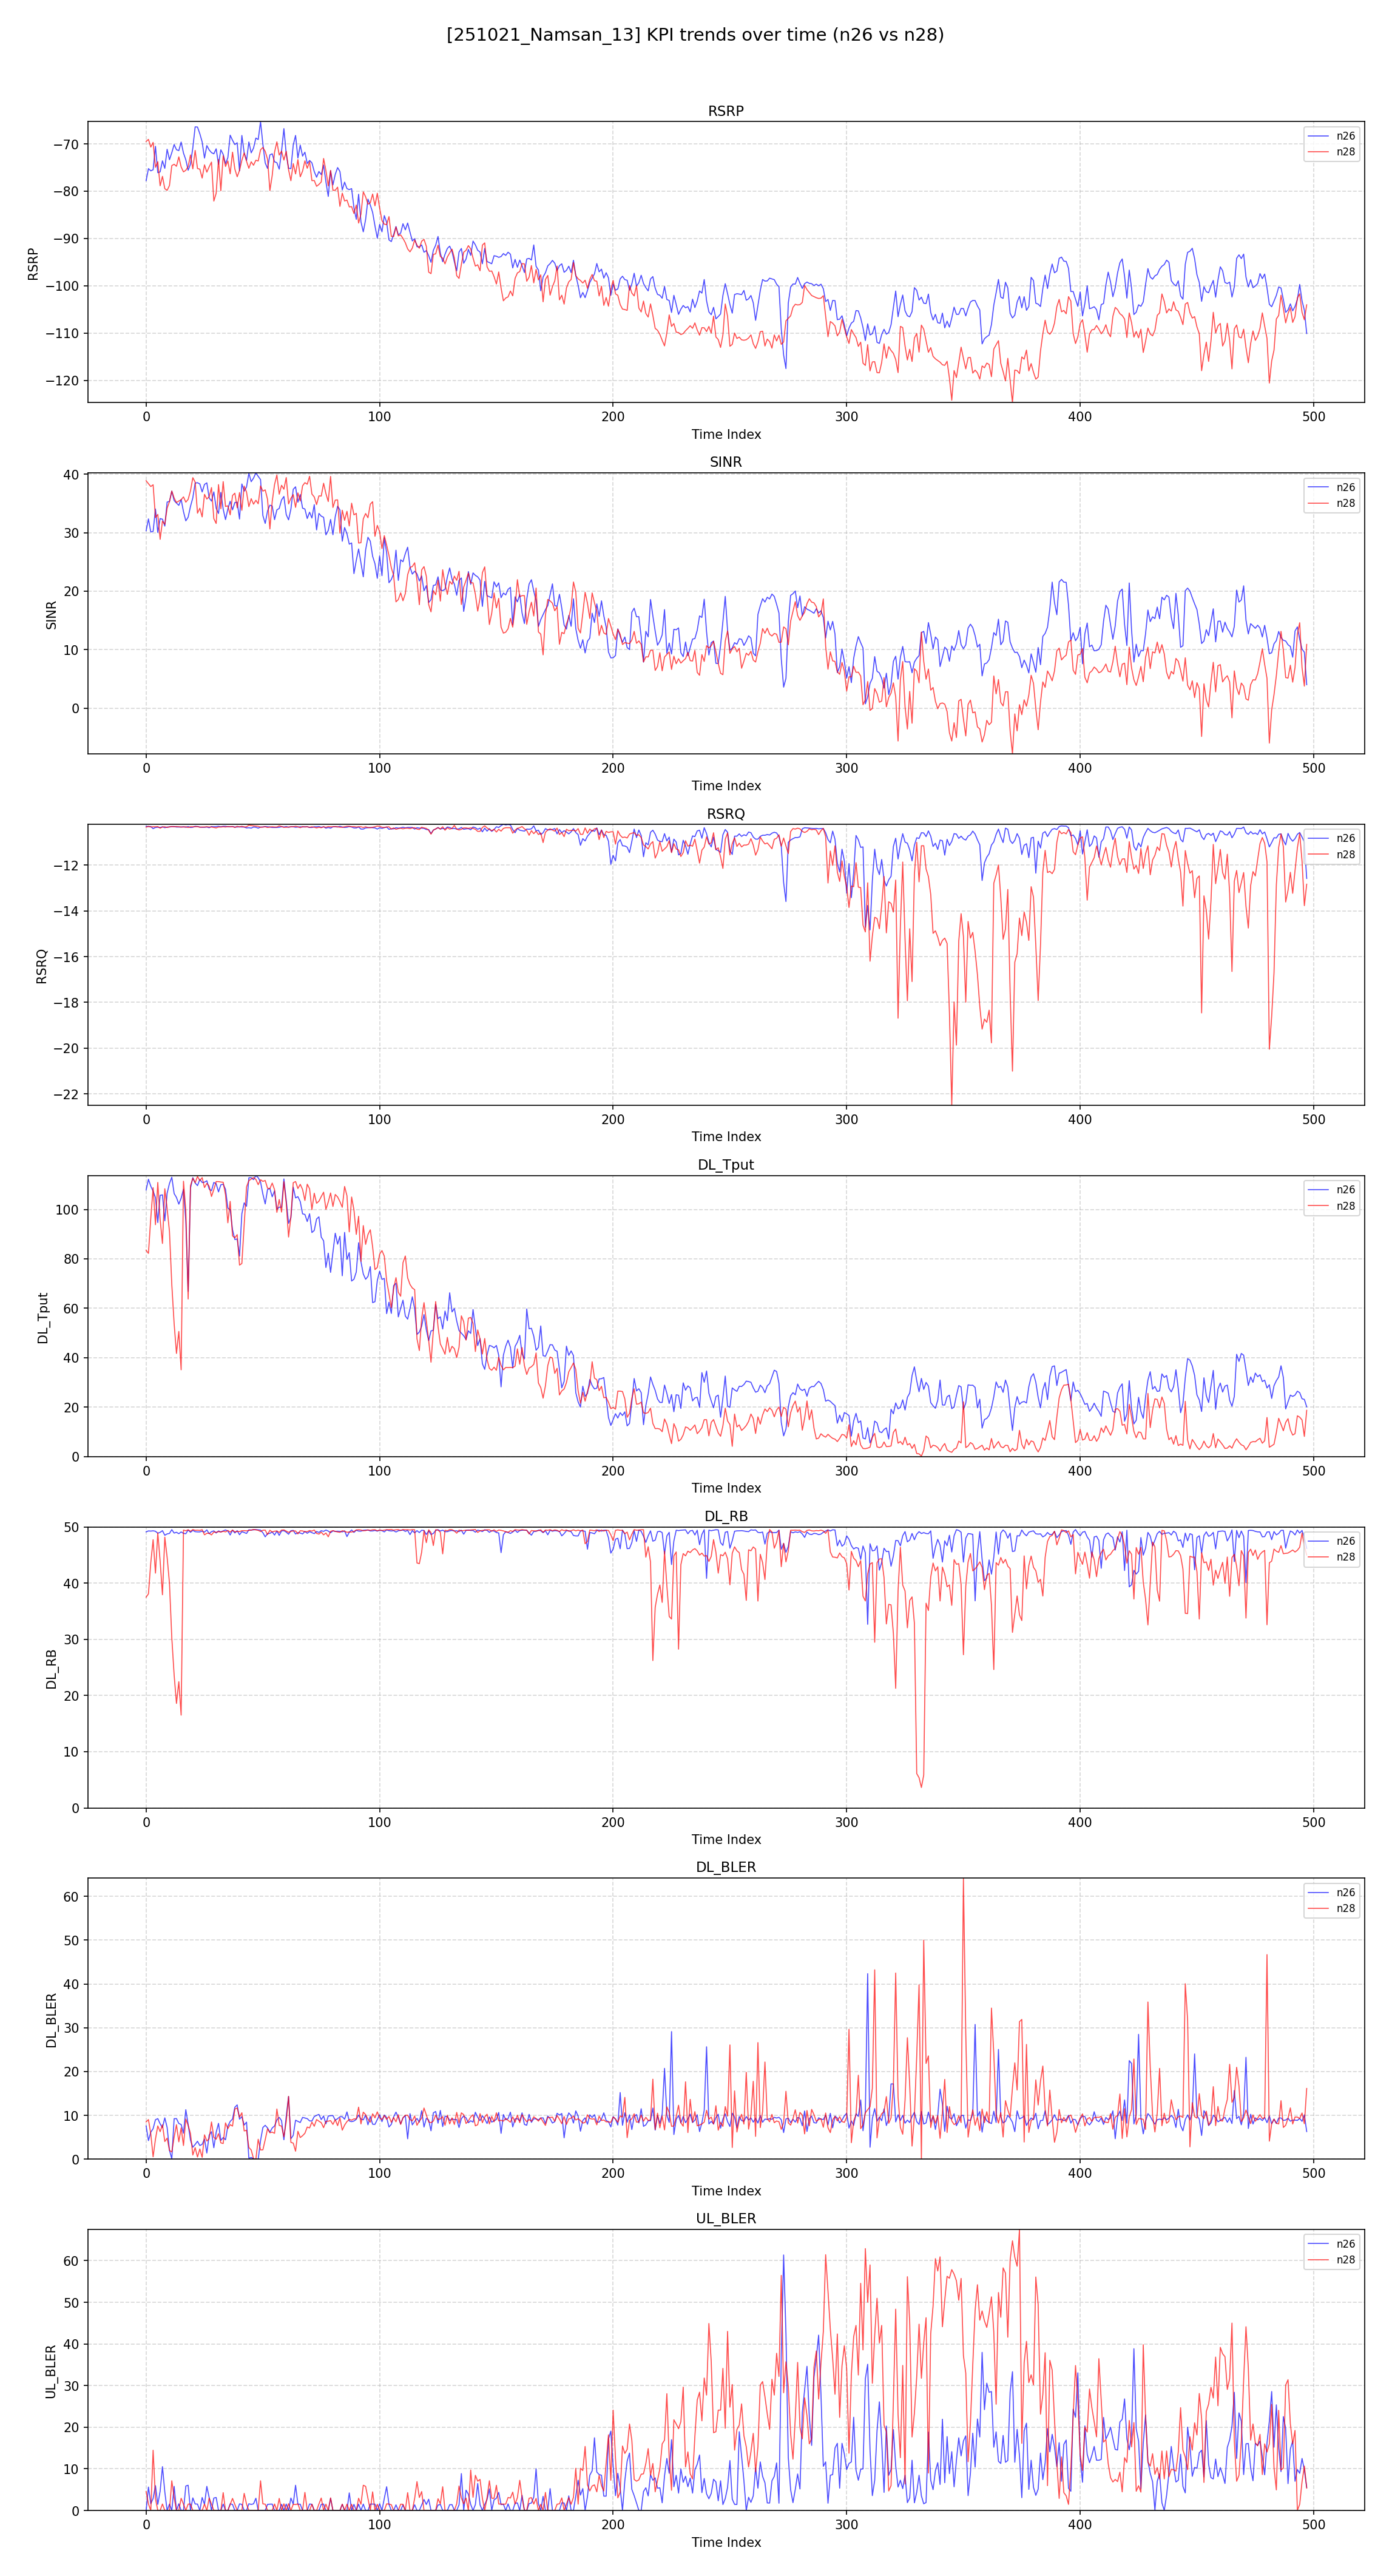 [251021_Namsan_13] KPI trends over time (n26 vs n28)
RSRP
n26
n28
−70
−80
−90
−100
−110
−120
RSRP
0 100 200 300 400 500
Time Index
SINR
n26
n28
40
30
20
10
0
SINR
0 100 200 300 400 500
Time Index
RSRQ
n26
n28
−12
−14
−16
−18
−20
−22
RSRQ
0 100 200 300 400 500
Time Index
DL_Tput
n26
n28
100
80
60
40
20
0
DL_Tput
0 100 200 300 400 500
Time Index
DL_RB
n26
n28
50
40
30
20
10
0
DL_RB
0 100 200 300 400 500
Time Index
DL_BLER
n26
n28
60
50
40
30
20
10
0
DL_BLER
0 100 200 300 400 500
Time Index
UL_BLER
n26
n28
60
50
40
30
20
10
0
UL_BLER
0 100 200 300 400 500
Time Index